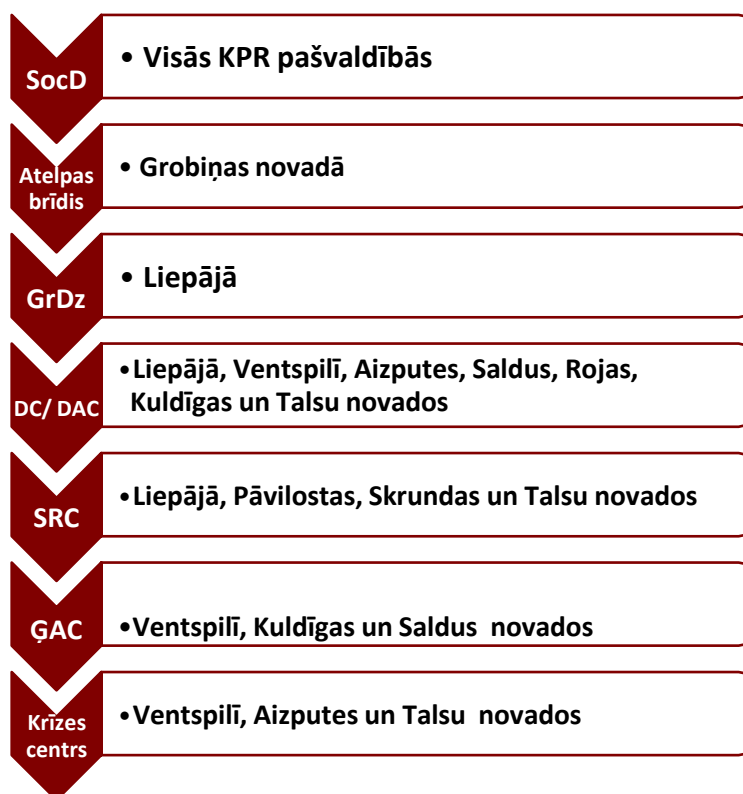 SocD
• Visās KPR pašvaldībās
Atelpas
brīdis
• Grobiņas novadā
GrDz
• Liepājā
DC/ DAC
•Liepājā, Ventspilī, Aizputes, Saldus, Rojas,
Kuldīgas un Talsu novados
SRC
•Liepājā, Pāvilostas, Skrundas un Talsu novados
ĢAC
•Ventspilī, Kuldīgas un Saldus novados
Krīzes
centrs
•Ventspilī, Aizputes un Talsu novados